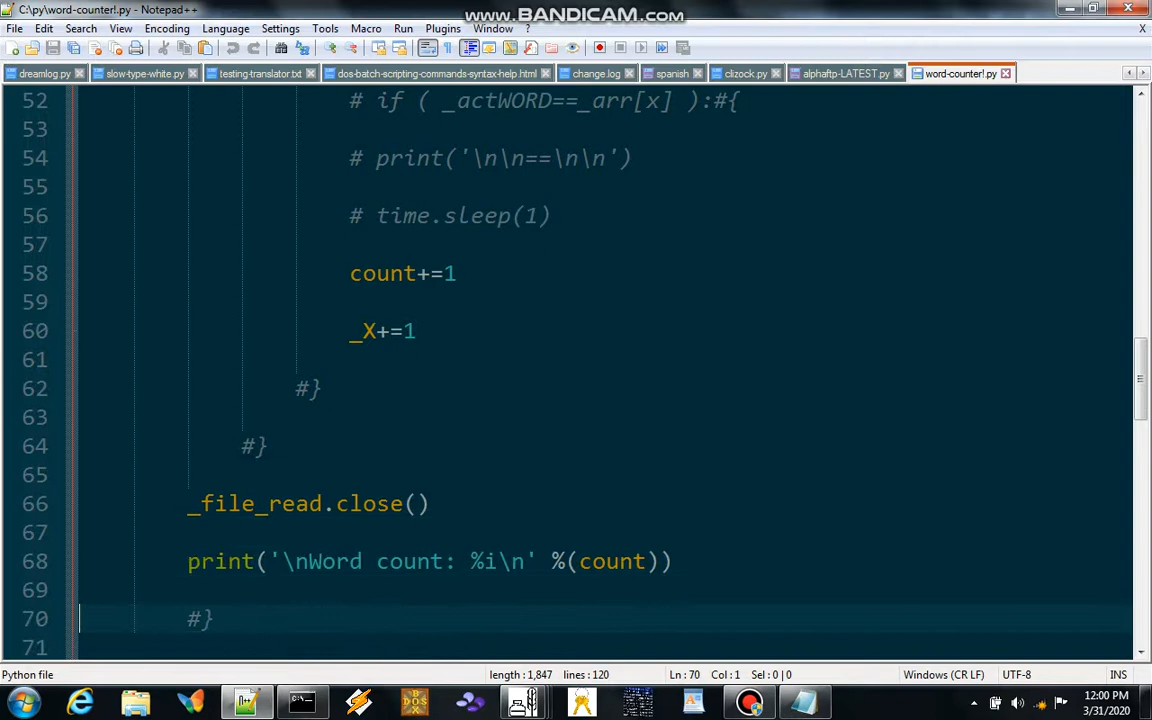 C:\py\word-counter!.py - Notepad++
www.BANDICAM.com
File Edit Search View Encoding Language Settings Tools Macro Run Plugins Window ? X
dreamlog.py slow-type-white.py testing-translator.txt dos-batch-scripting-commands-syntax-help.html change.log spanish clizock.py alphaftp-LATEST.py word-counter!.py
52 # if ( _actWORD==_arr[x] ):#{
53
54 # print('\n\n==\n\n')
55
56 # time.sleep(1)
57
58 count+=1
59
60 _X+=1
61
62 #}
63
64 #}
65
66 _file_read.close()
67
68 print('\nWord count: %i\n' %(count))
69
70 #}
71
Python file length : 1,847 lines : 120 Ln : 70 Col : 1 Sel : 0 | 0 Windows (CR LF) UTF-8 INS
12:00 PM
3/31/2020